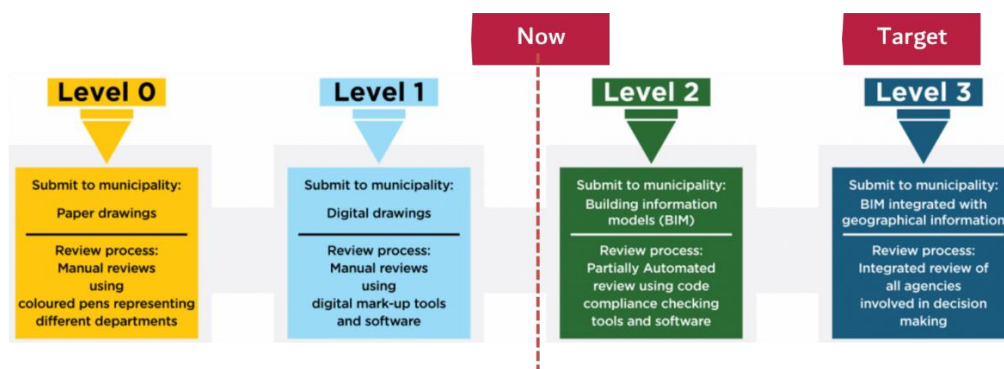 Now
Target
Level 0
Level 1
Level 2
Level 3
Submit to municipality:
Paper drawings
Review process:
Manual reviews
using
coloured pens representing
different departments
Submit to municipality:
Digital drawings
Review process:
Manual reviews
using
digital mark-up tools
and software
Submit to municipality:
Building information
models (BIM)
Review process:
Partially Automated
review using code
compliance checking
tools and software
Submit to municipality:
BIM integrated with
geographical information
Review process:
Integrated review of
all agencies
involved in decision
making